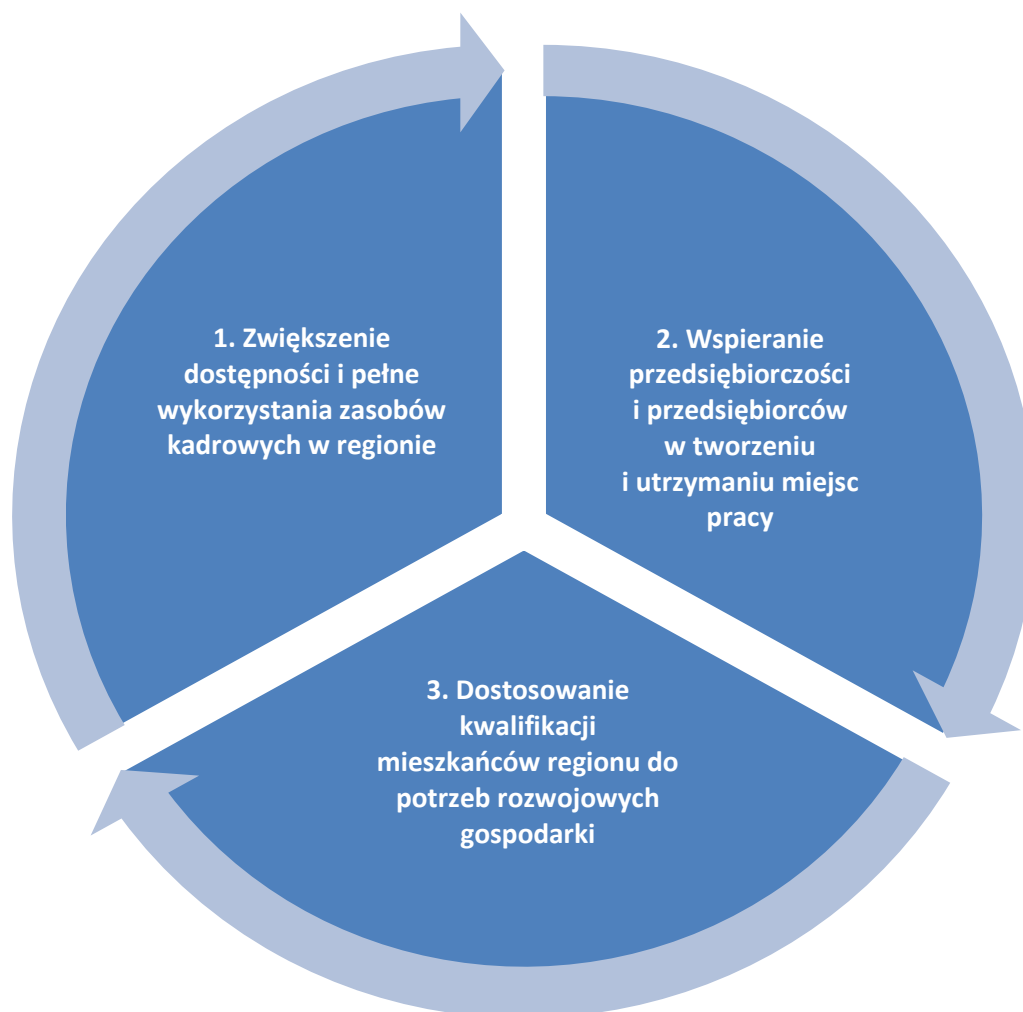 1. Zwiększenie
dostępności i pełne
wykorzystania zasobów
kadrowych w regionie
2. Wspieranie
przedsiębiorczości
i przedsiębiorców
w tworzeniu
i utrzymaniu miejsc
pracy
3. Dostosowanie
kwalifikacji
mieszkańców regionu do
potrzeb rozwojowych
gospodarki